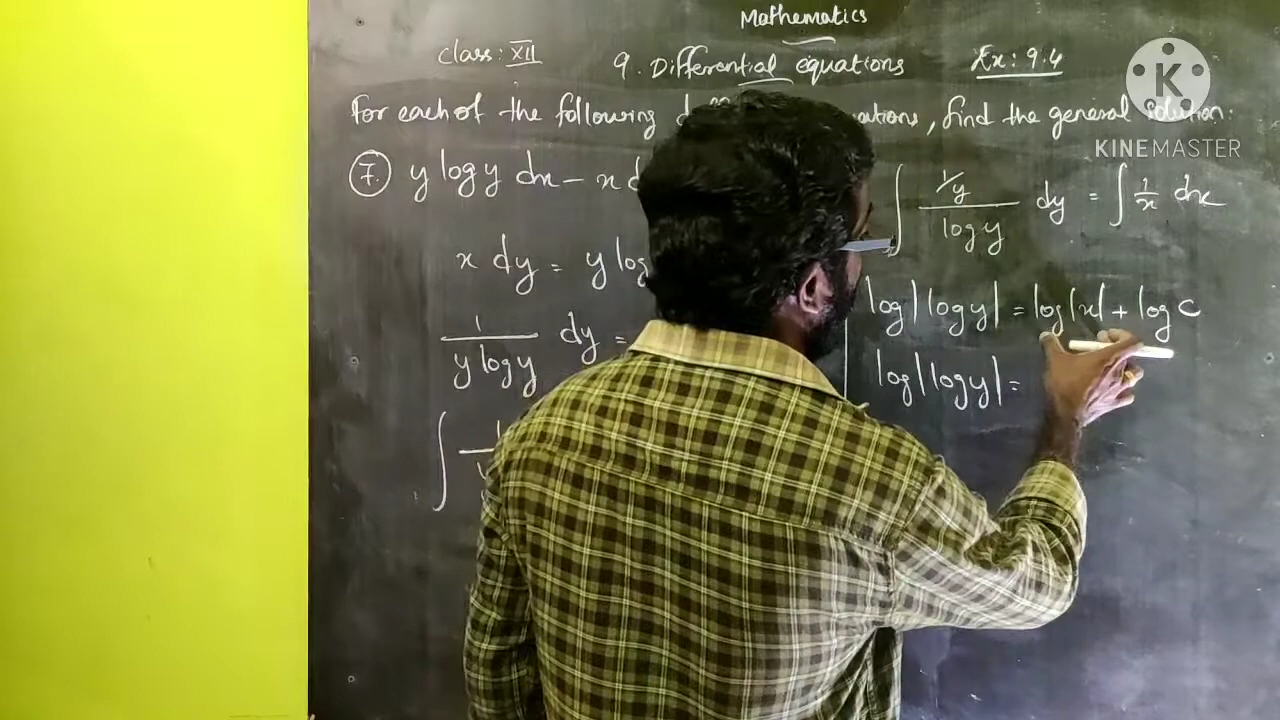 Mathematics
Class: XII 9. Differential equations Ex: 9.4
For each of the following equations, find the general solution:
7. y log y dx - x d
x dy = y log
1/(y log y) dy =
∫ 1
∫ (1/y)/(log y) dy = ∫ 1/x dx
log|log y| = log|x| + log C
log|log y| =
K
KINEMASTER